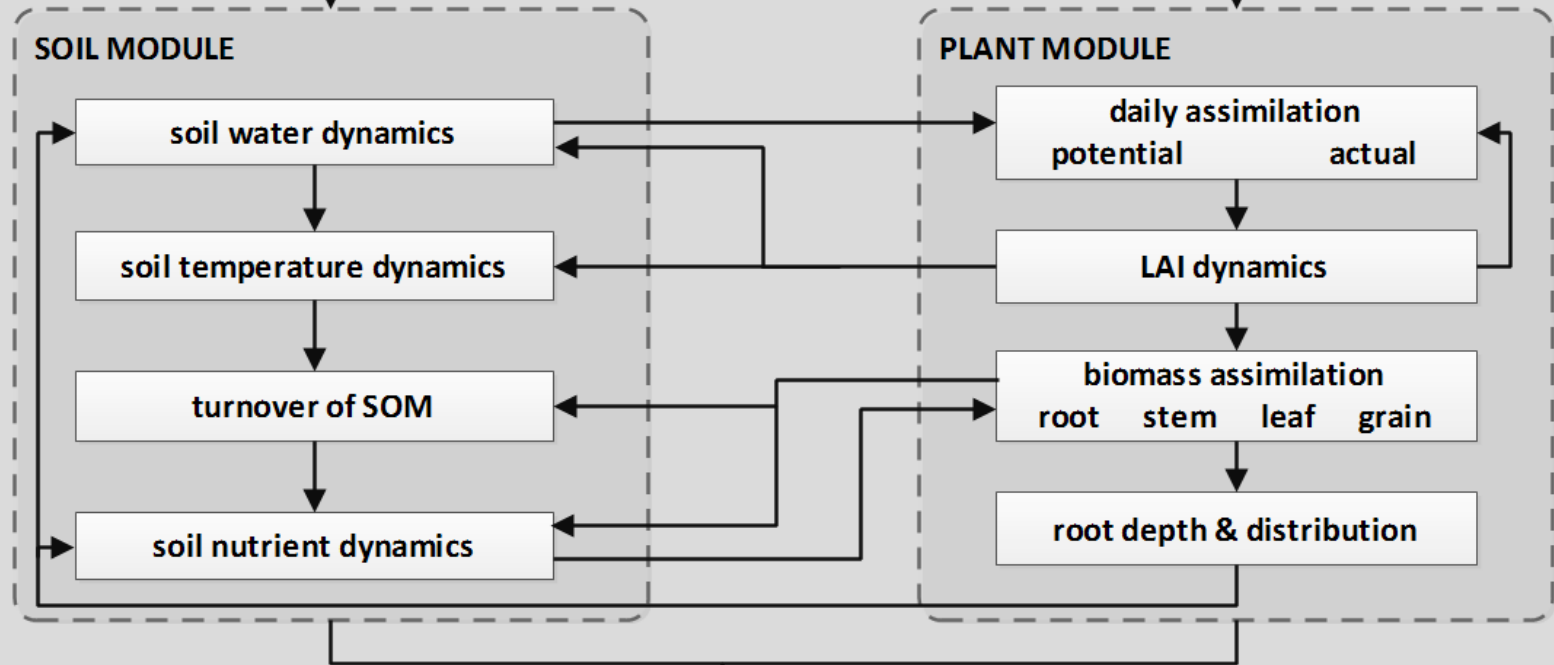 SOIL MODULE
soil water dynamics
soil temperature dynamics
turnover of SOM
soil nutrient dynamics
PLANT MODULE
daily assimilation
potential actual
LAI dynamics
biomass assimilation
root stem leaf grain
root depth & distribution